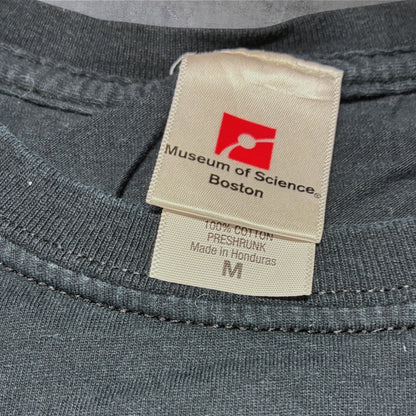 Museum of Science®
Boston
100% COTTON
PRESHRUNK
Made in Honduras
M